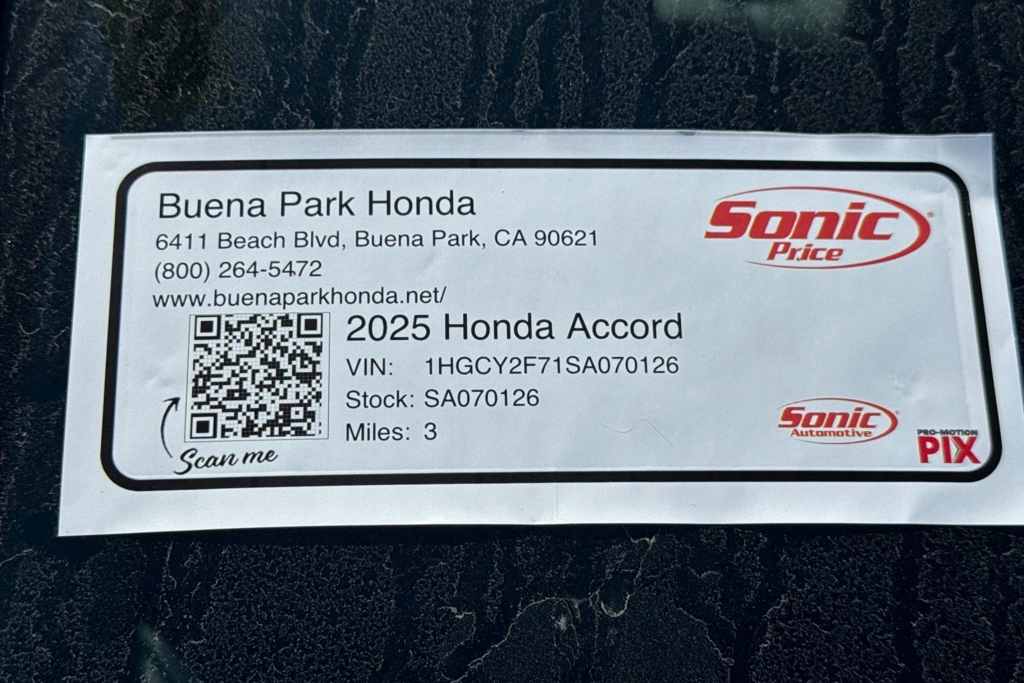 Buena Park Honda
6411 Beach Blvd, Buena Park, CA 90621
(800) 264-5472
www.buenaparkhonda.net/
Sonic
Price
2025 Honda Accord
VIN: 1HGCY2F71SA070126
Stock: SA070126
Miles: 3
Scan me
Sonic
Automotive
PRO-MOTION
PIX